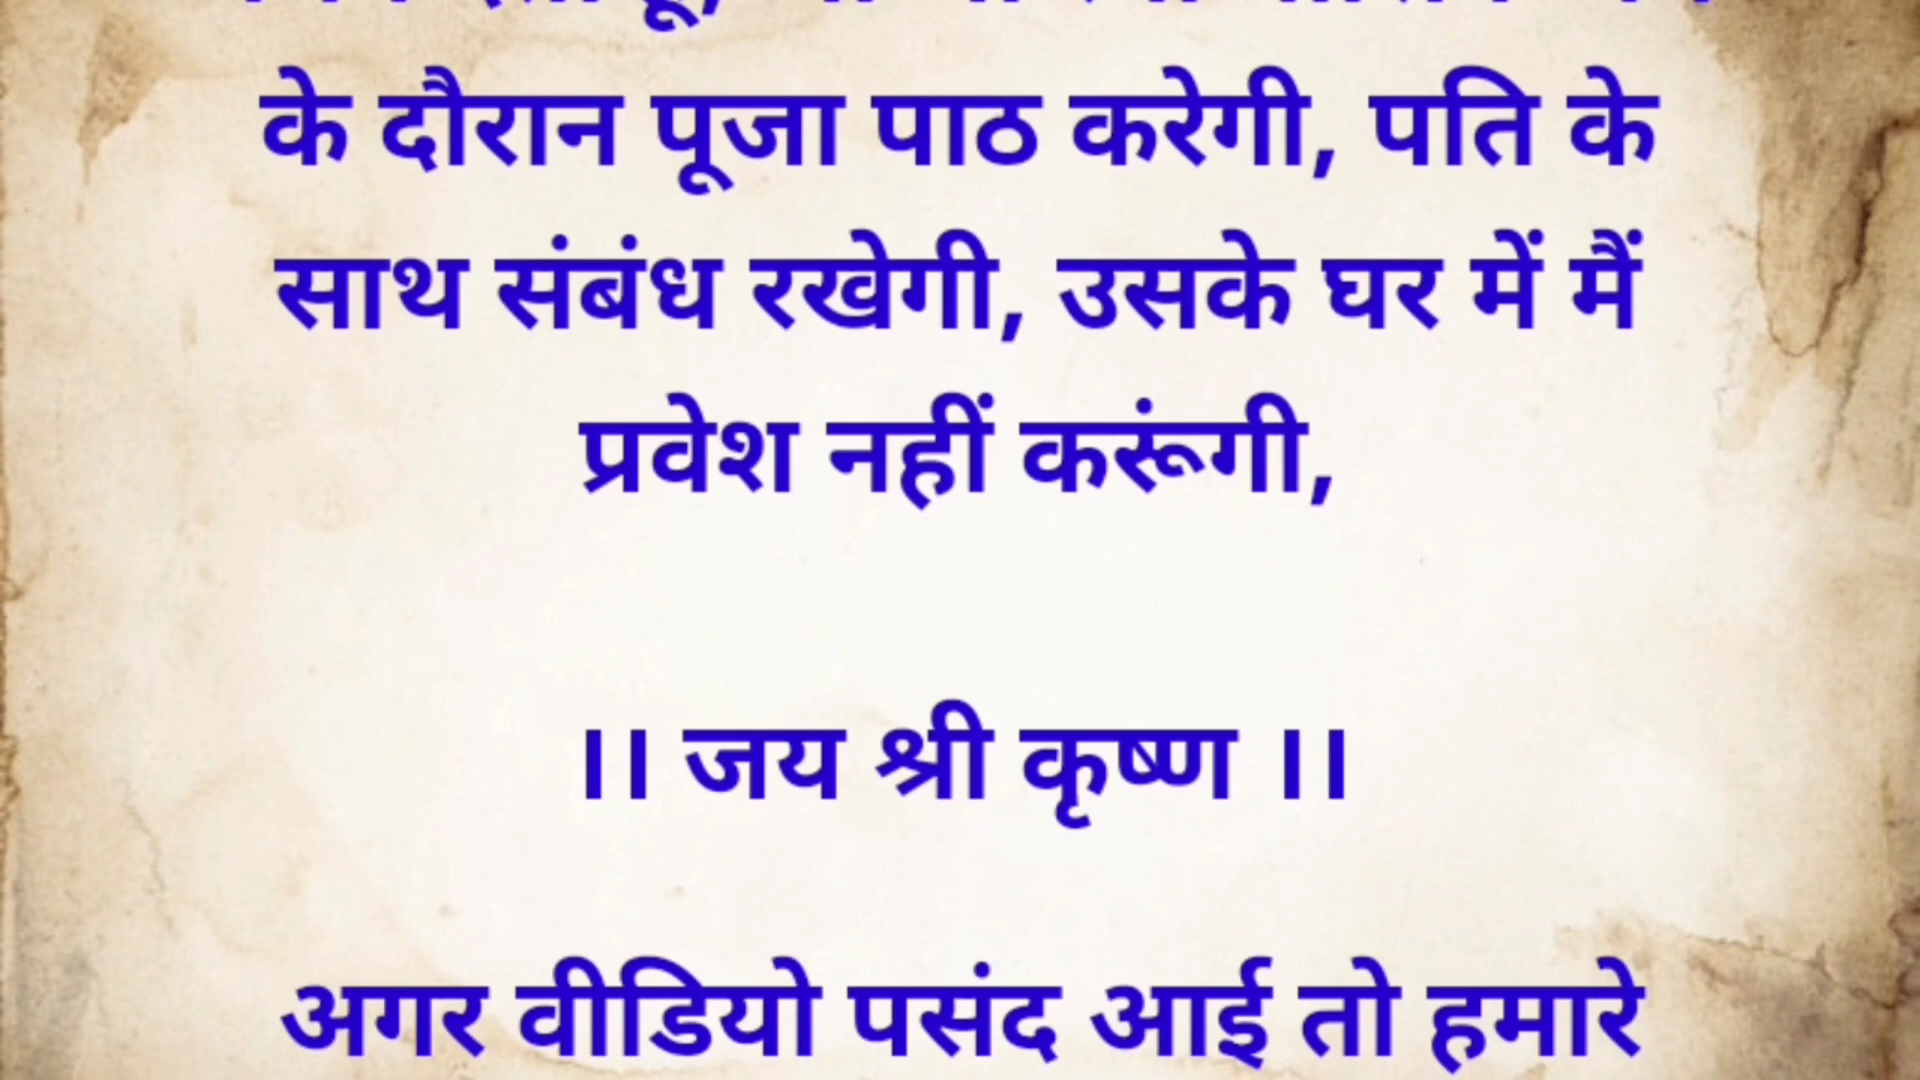 के दौरान पूजा पाठ करेगी, पति के
साथ संबंध रखेगी, उसके घर में मैं
प्रवेश नहीं करूंगी,
।। जय श्री कृष्ण ।।
अगर वीडियो पसंद आई तो हमारे